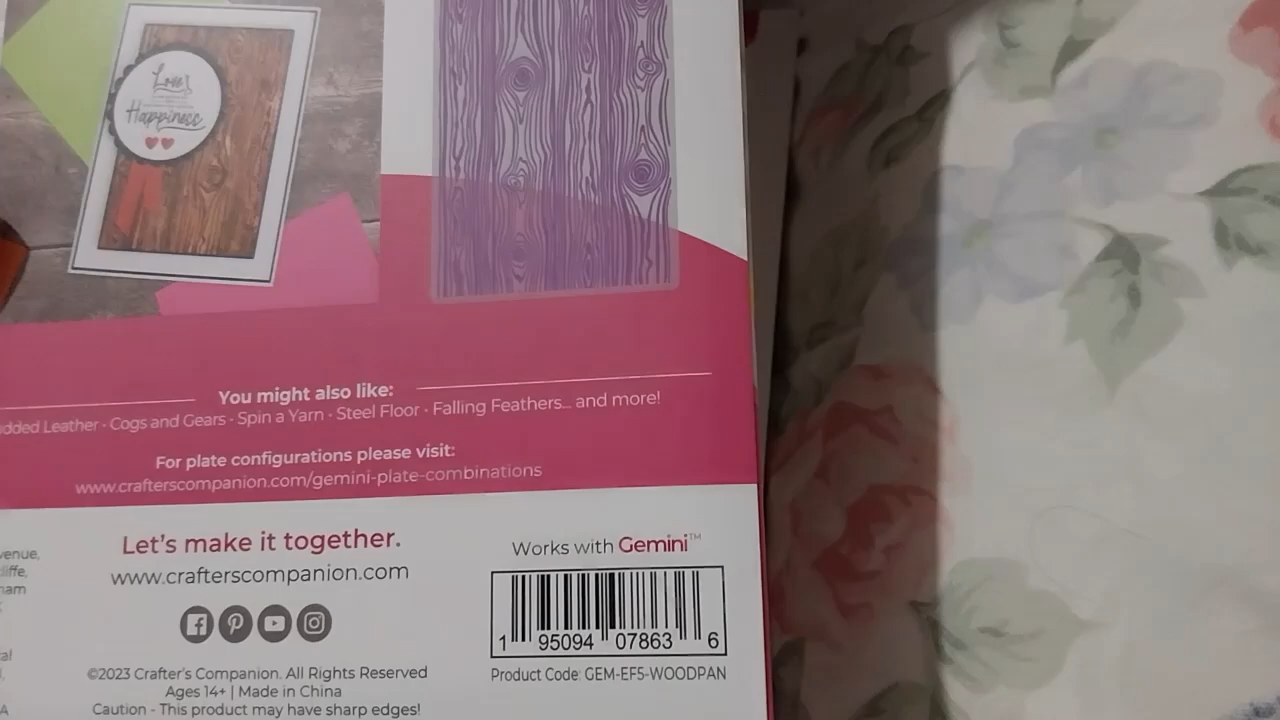 Love
Happiness
You might also like:
Leather · Cogs and Gears · Spin a Yarn · Steel Floor · Falling Feathers... and more!
For plate configurations please visit:
www.crafterscompanion.com/gemini-plate-combinations
Let's make it together.
www.crafterscompanion.com
Works with Gemini™
1 95094 07863 6
Product Code: GEM-EF5-WOODPAN
©2023 Crafter's Companion. All Rights Reserved
Ages 14+ | Made in China
Caution - This product may have sharp edges!